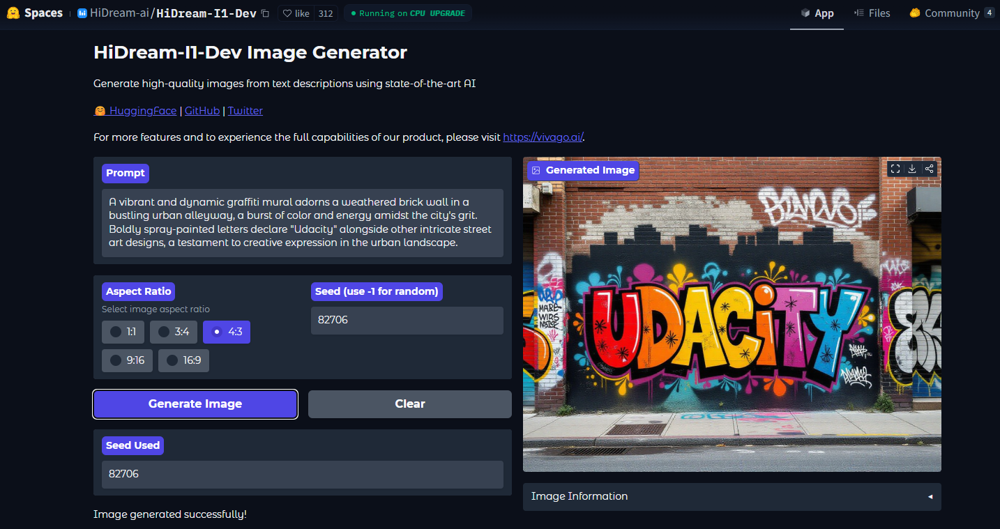 Spaces HiDream-ai/HiDream-I1-Dev like 312 Running on CPU UPGRADE App Files Community 4
HiDream-I1-Dev Image Generator
Generate high-quality images from text descriptions using state-of-the-art AI
HuggingFace | GitHub | Twitter
For more features and to experience the full capabilities of our product, please visit https://vivago.ai/.
Prompt
A vibrant and dynamic graffiti mural adorns a weathered brick wall in a
bustling urban alleyway, a burst of color and energy amidst the city's grit.
Boldly spray-painted letters declare "Udacity" alongside other intricate street
art designs, a testament to creative expression in the urban landscape.
Aspect Ratio
Select image aspect ratio
1:1 3:4 4:3
9:16 16:9
Seed (use -1 for random)
82706
Generate Image Clear
Seed Used
82706
Image generated successfully!
Generated Image
UDACiTY
Image Information